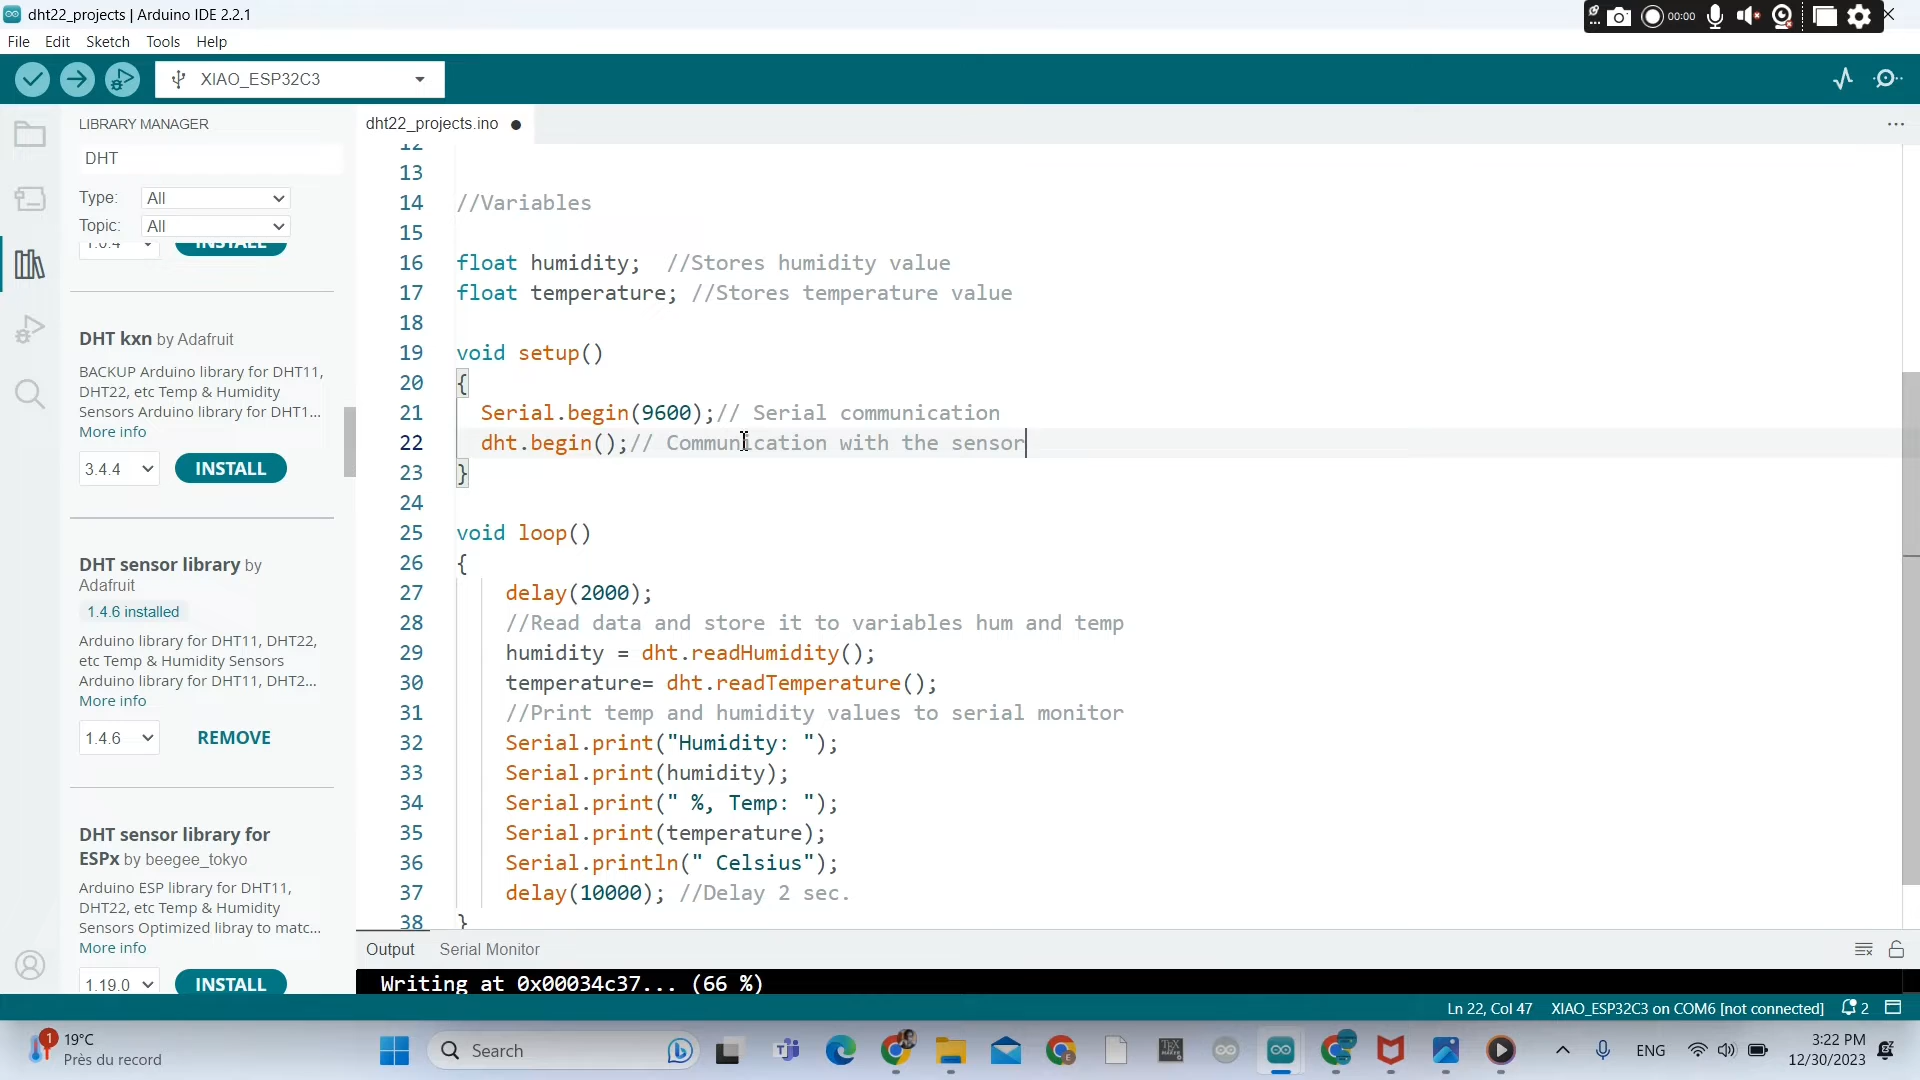 dht22_projects | Arduino IDE 2.2.1
00:00
File Edit Sketch Tools Help
XIAO_ESP32C3
LIBRARY MANAGER
DHT
Type: All
Topic: All
INSTALL
DHT kxn by Adafruit
BACKUP Arduino library for DHT11,
DHT22, etc Temp & Humidity
Sensors Arduino library for DHT1...
More info
3.4.4 INSTALL
DHT sensor library by
Adafruit
1.4.6 installed
Arduino library for DHT11, DHT22,
etc Temp & Humidity Sensors
Arduino library for DHT11, DHT2...
More info
1.4.6 REMOVE
DHT sensor library for
ESPx by beegee_tokyo
Arduino ESP library for DHT11,
DHT22, etc Temp & Humidity
Sensors Optimized libray to matc...
More info
1.19.0 INSTALL
dht22_projects.ino
12
13
14 //Variables
15
16 float humidity;  //Stores humidity value
17 float temperature; //Stores temperature value
18
19 void setup()
20 {
21 Serial.begin(9600);// Serial communication
22 dht.begin();// Communication with the sensor
23 }
24
25 void loop()
26 {
27 delay(2000);
28 //Read data and store it to variables hum and temp
29 humidity = dht.readHumidity();
30 temperature= dht.readTemperature();
31 //Print temp and humidity values to serial monitor
32 Serial.print("Humidity: ");
33 Serial.print(humidity);
34 Serial.print(" %, Temp: ");
35 Serial.print(temperature);
36 Serial.println(" Celsius");
37 delay(10000); //Delay 2 sec.
38 }
Output Serial Monitor
Writing at 0x00034c37... (66 %)
Ln 22, Col 47 XIAO_ESP32C3 on COM6 [not connected] 2
1
19°C
Près du record
Search
ENG
3:22 PM
12/30/2023